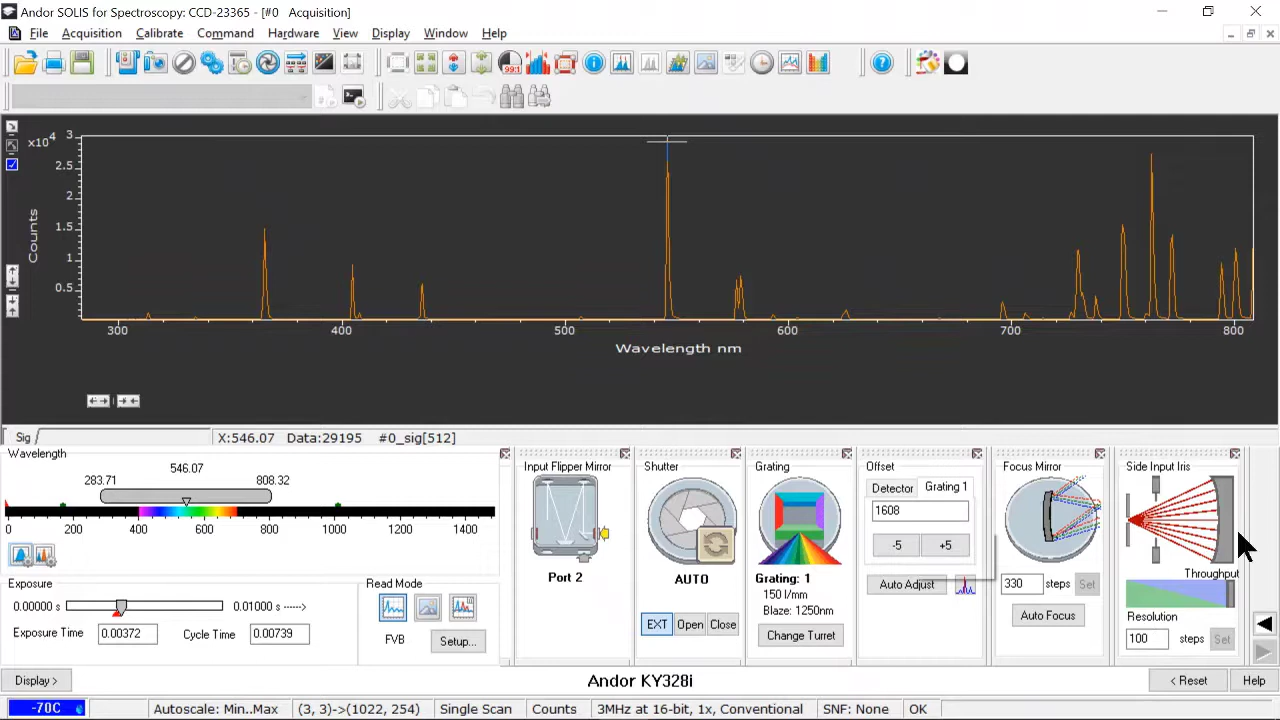 Andor SOLIS for Spectroscopy: CCD-23365 - [#0   Acquisition]
File Acquisition Calibrate Command Hardware View Display Window Help
99:1
x10^4 3
2.5
2
1.5
1
0.5
Counts
300 400 500 600 700 800
Wavelength nm
Sig X:546.07 Data:29195 #0_sig[512]
Wavelength
546.07
283.71 808.32
0 200 400 600 800 1000 1200 1400
Exposure
0.00000 s 0.01000 s ----->
Exposure Time 0.00372 Cycle Time 0.00739
Read Mode
FVB Setup...
Input Flipper Mirror
Port 2
Shutter
AUTO
EXT Open Close
Grating
Grating: 1
150 l/mm
Blaze: 1250nm
Change Turret
Offset
Detector Grating 1
1608
-5 +5
Auto Adjust
Focus Mirror
330 steps Set
Auto Focus
Side Input Iris
Throughput
Resolution
100 steps Set
Display > Andor KY328i < Reset Help
-70C Autoscale: Min..Max (3, 3)->(1022, 254) Single Scan Counts 3MHz at 16-bit, 1x, Conventional SNF: None OK